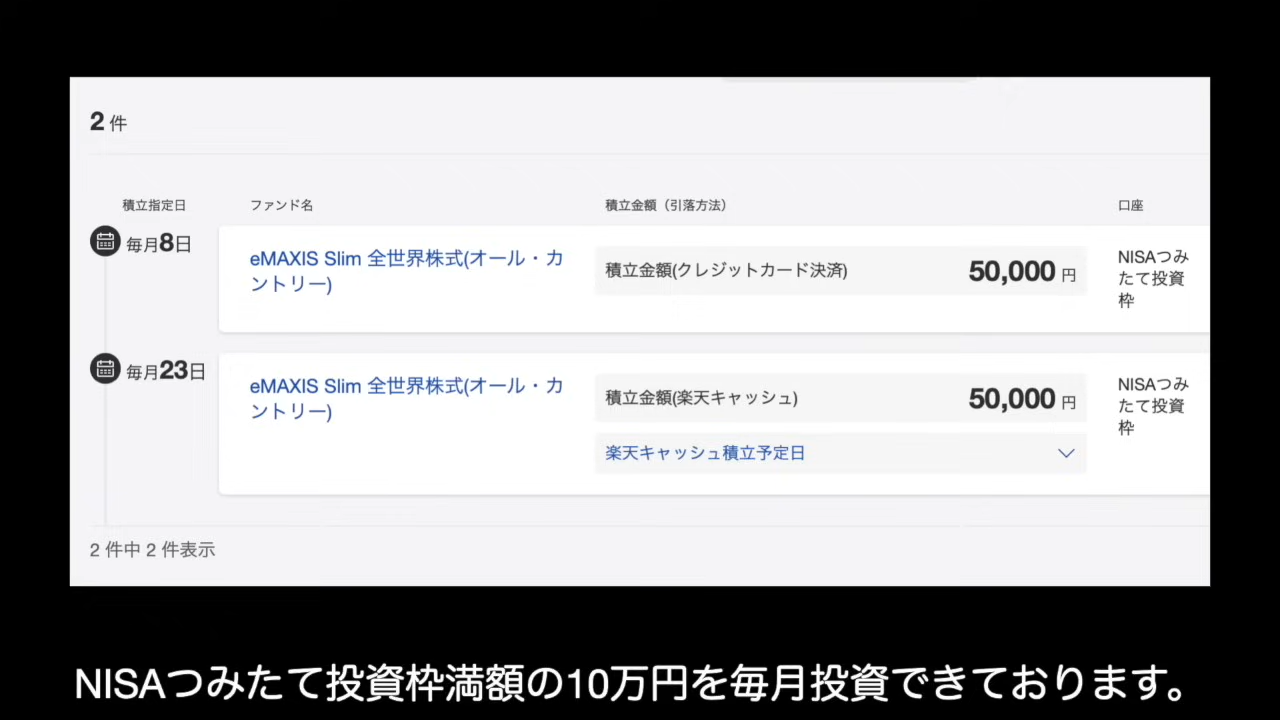 2 件
積立指定日 ファンド名 積立金額（引落方法） 口座
毎月8日
eMAXIS Slim 全世界株式(オール・カ
ントリー)
積立金額(クレジットカード決済) 50,000 円
NISAつみ
たて投資
枠
毎月23日
eMAXIS Slim 全世界株式(オール・カ
ントリー)
積立金額(楽天キャッシュ) 50,000 円
楽天キャッシュ積立予定日
NISAつみ
たて投資
枠
2 件中 2 件表示
NISAつみたて投資枠満額の10万円を毎月投資できております。